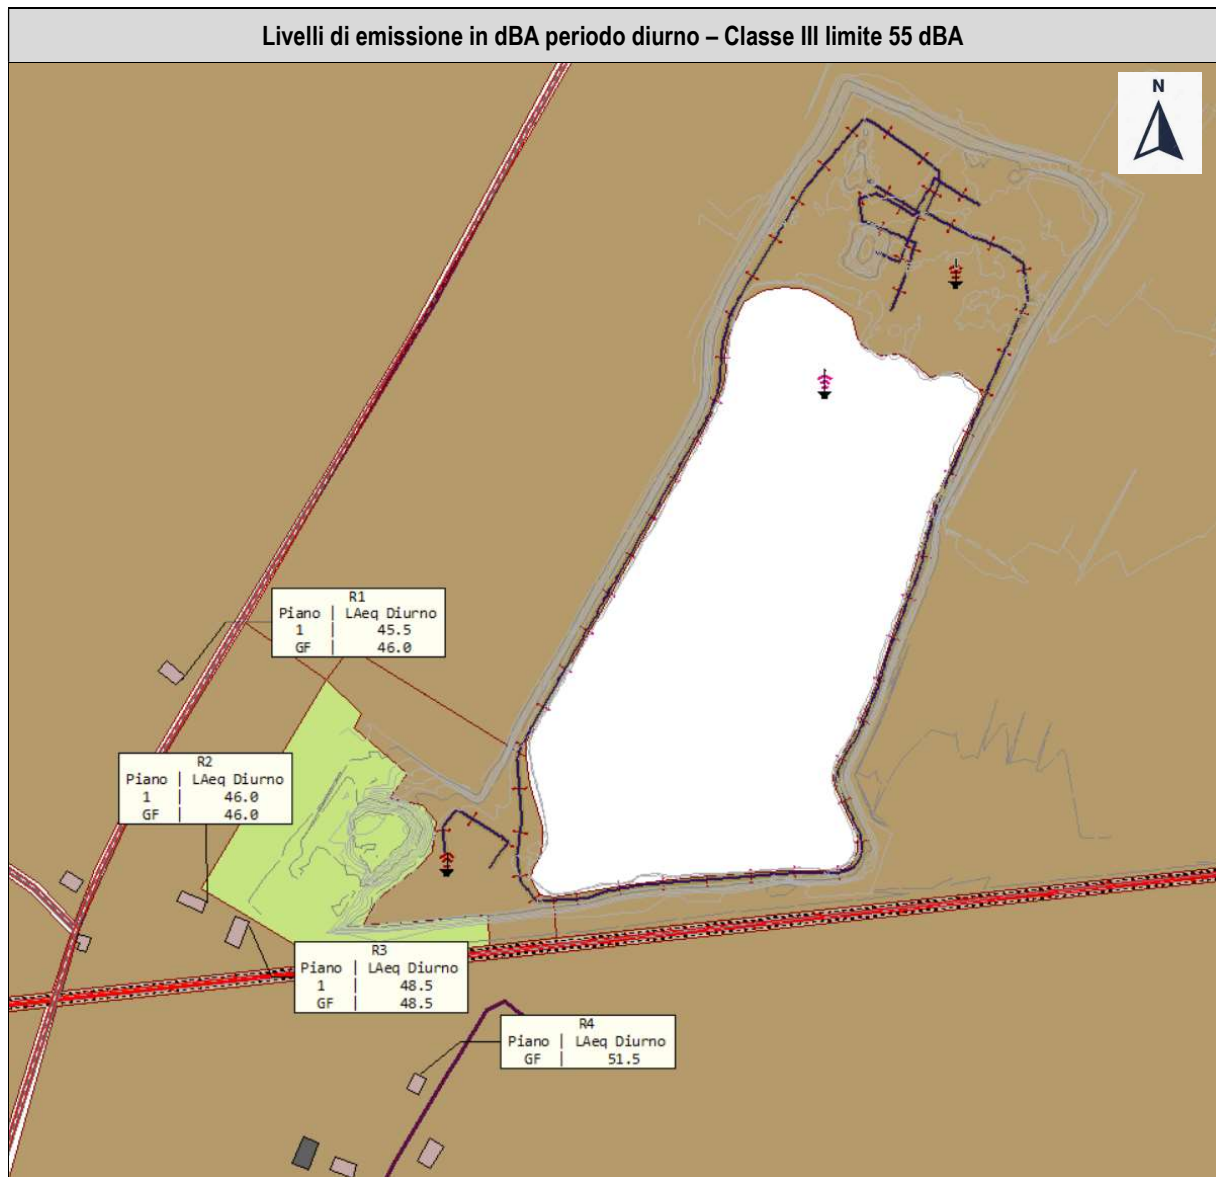 Livelli di emissione in dBA periodo diurno – Classe III limite 55 dBA
N
R1
Piano | LAeq Diurno
1 | 45.5
GF | 46.0
R2
Piano | LAeq Diurno
1 | 46.0
GF | 46.0
R3
Piano | LAeq Diurno
1 | 48.5
GF | 48.5
R4
Piano | LAeq Diurno
GF | 51.5